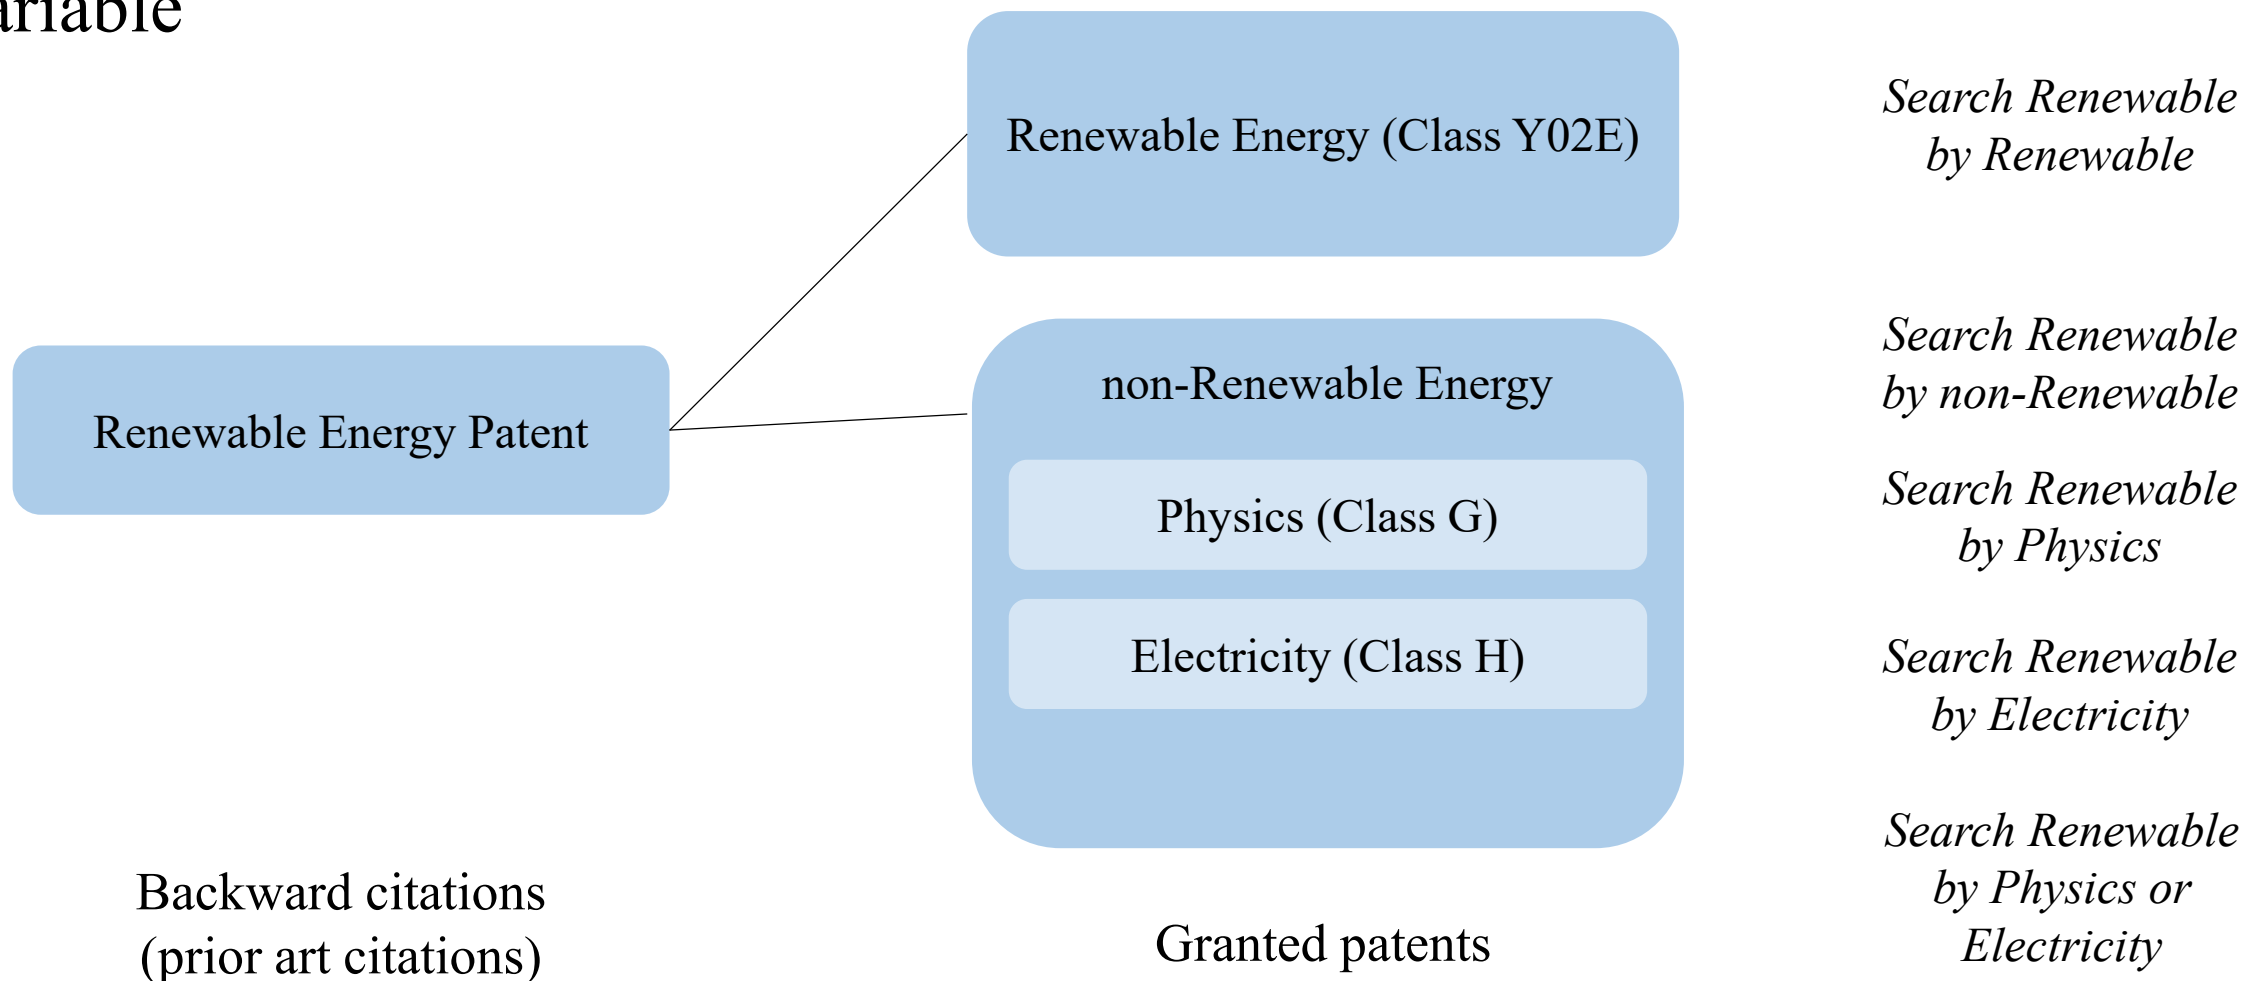 Renewable Energy (Class Y02E)
Search Renewable
by Renewable
Renewable Energy Patent
non-Renewable Energy
Search Renewable
by non-Renewable
Physics (Class G)
Search Renewable
by Physics
Electricity (Class H)
Search Renewable
by Electricity
Backward citations
(prior art citations)
Granted patents
Search Renewable
by Physics or
Electricity